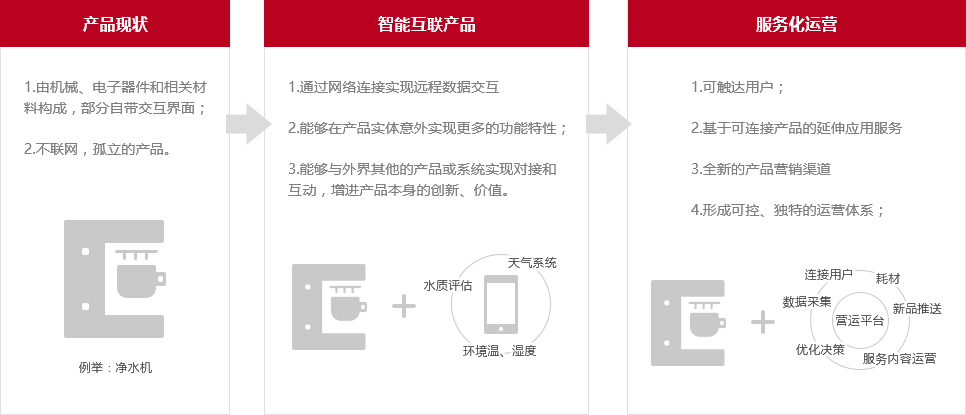 产品现状
1.由机械、电子器件和相关材
料构成，部分自带交互界面；
2.不联网，孤立的产品。
例举：净水机
智能互联产品
1.通过网络连接实现远程数据交互
2.能够在产品实体意外实现更多的功能特性；
3.能够与外界其他的产品或系统实现对接和
互动，增进产品本身的创新、价值。
天气系统
水质评估
环境温、湿度
服务化运营
1.可触达用户；
2.基于可连接产品的延伸应用服务
3.全新的产品营销渠道
4.形成可控、独特的运营体系；
连接用户
耗材
数据采集
新品推送
营运平台
优化决策
服务内容运营